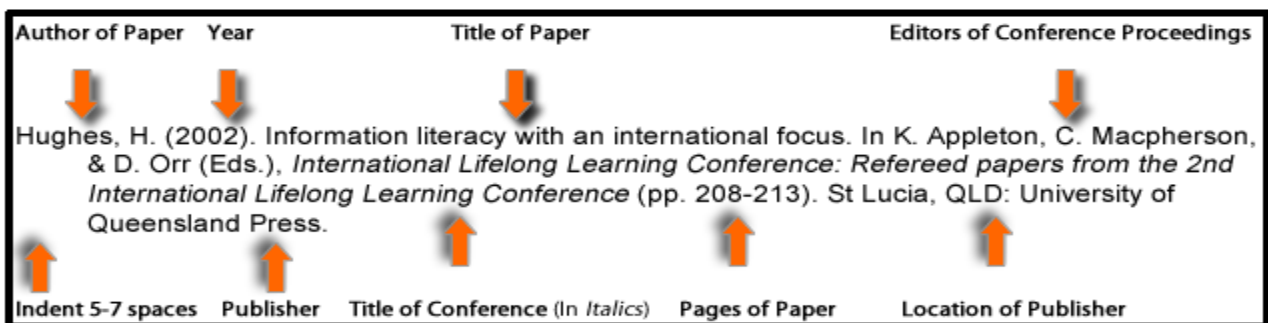 Author of Paper Year Title of Paper Editors of Conference Proceedings
Hughes, H. (2002). Information literacy with an international focus. In K. Appleton, C. Macpherson,
& D. Orr (Eds.), International Lifelong Learning Conference: Refereed papers from the 2nd
International Lifelong Learning Conference (pp. 208-213). St Lucia, QLD: University of
Queensland Press.
Indent 5-7 spaces Publisher Title of Conference (In Italics) Pages of Paper Location of Publisher